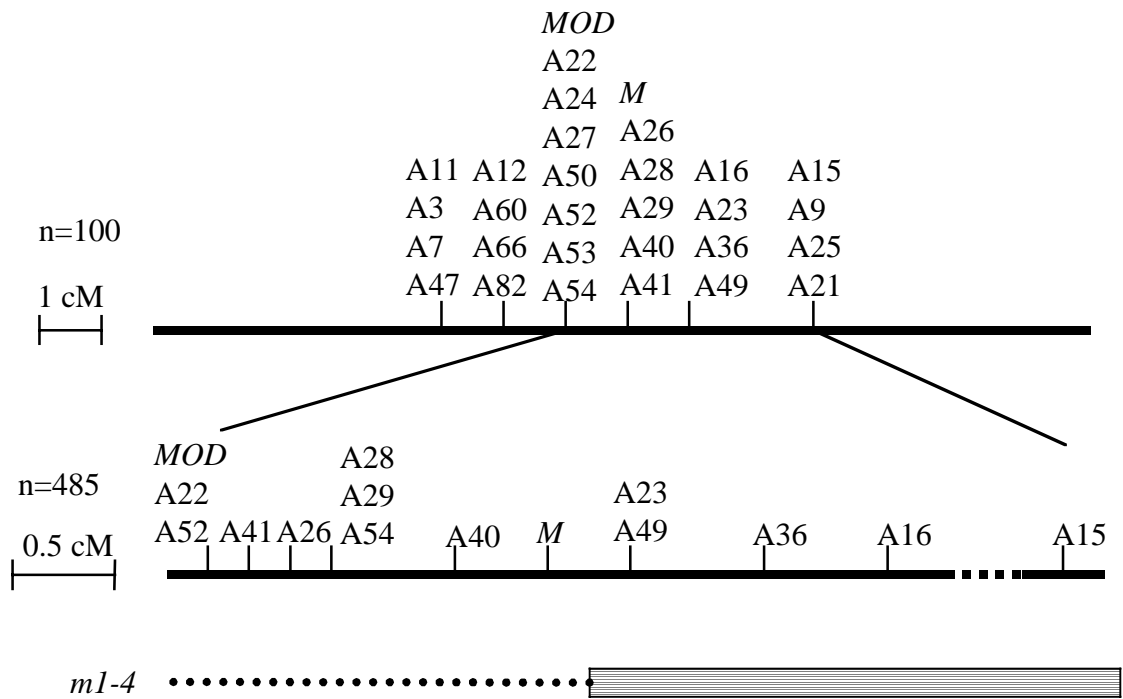 MOD
A22
A24
A27
A50
A52
A53
A54
M
A26
A28
A29
A40
A41
A11
A3
A7
A47
A12
A60
A66
A82
A16
A23
A36
A49
A15
A9
A25
A21
n=100
1 cM
MOD
A22
A52
A41
A26
A28
A29
A54
A40
M
A23
A49
A36
A16
A15
n=485
0.5 cM
m1-4